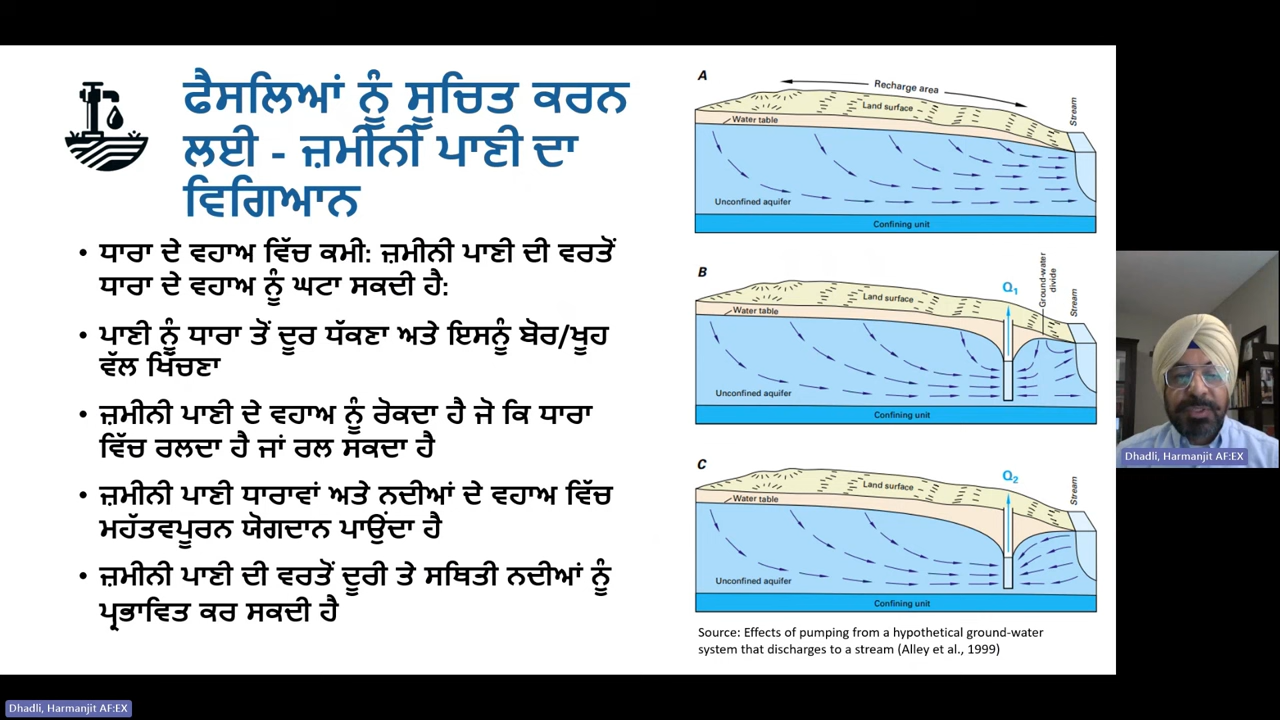 ਫੈਸਲਿਆਂ ਨੂੰ ਸੂਚਿਤ ਕਰਨ
ਲਈ - ਜ਼ਮੀਨੀ ਪਾਣੀ ਦਾ
ਵਿਗਿਆਨ
• ਧਾਰਾ ਦੇ ਵਹਾਅ ਵਿੱਚ ਕਮੀ: ਜ਼ਮੀਨੀ ਪਾਣੀ ਦੀ ਵਰਤੋਂ
ਧਾਰਾ ਦੇ ਵਹਾਅ ਨੂੰ ਘਟਾ ਸਕਦੀ ਹੈ:
• ਪਾਣੀ ਨੂੰ ਧਾਰਾ ਤੋਂ ਦੂਰ ਧੱਕਣਾ ਅਤੇ ਇਸਨੂੰ ਬੋਰ/ਖੂਹ
ਵੱਲ ਖਿੱਚਣਾ
• ਜ਼ਮੀਨੀ ਪਾਣੀ ਦੇ ਵਹਾਅ ਨੂੰ ਰੋਕਦਾ ਹੈ ਜੋ ਕਿ ਧਾਰਾ
ਵਿੱਚ ਰਲਦਾ ਹੈ ਜਾਂ ਰਲ ਸਕਦਾ ਹੈ
• ਜ਼ਮੀਨੀ ਪਾਣੀ ਧਾਰਾਵਾਂ ਅਤੇ ਨਦੀਆਂ ਦੇ ਵਹਾਅ ਵਿੱਚ
ਮਹੱਤਵਪੂਰਨ ਯੋਗਦਾਨ ਪਾਉਂਦਾ ਹੈ
• ਜ਼ਮੀਨੀ ਪਾਣੀ ਦੀ ਵਰਤੋਂ ਦੂਰੀ ਤੇ ਸਥਿਤੀ ਨਦੀਆਂ ਨੂੰ
ਪ੍ਰਭਾਵਿਤ ਕਰ ਸਕਦੀ ਹੈ
A
Recharge area
Land surface
Water table
Stream
Unconfined aquifer
Confining unit
B
Q1
Ground-water
divide
Land surface
Water table
Stream
Unconfined aquifer
Confining unit
C
Q2
Land surface
Water table
Stream
Unconfined aquifer
Confining unit
Source: Effects of pumping from a hypothetical ground-water
system that discharges to a stream (Alley et al., 1999)
Dhadli, Harmanjit AF:EX
Dhadli, Harmanjit AF:EX